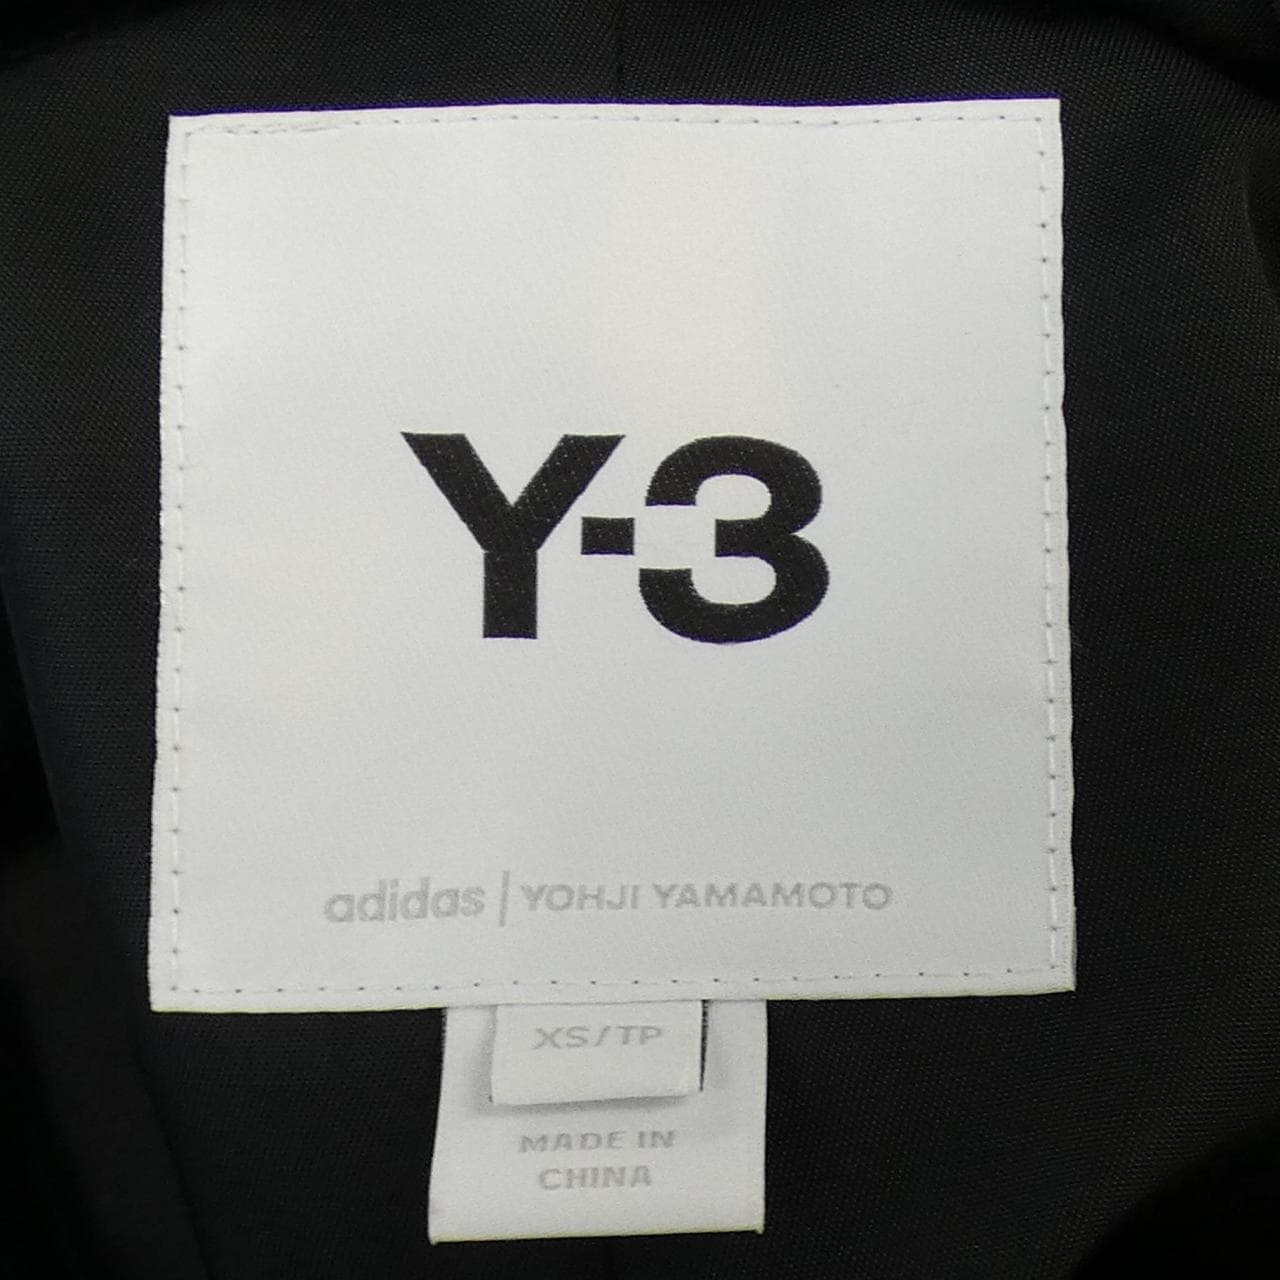 Y-3
adidas | YOHJI YAMAMOTO
XS/TP
MADE IN
CHINA